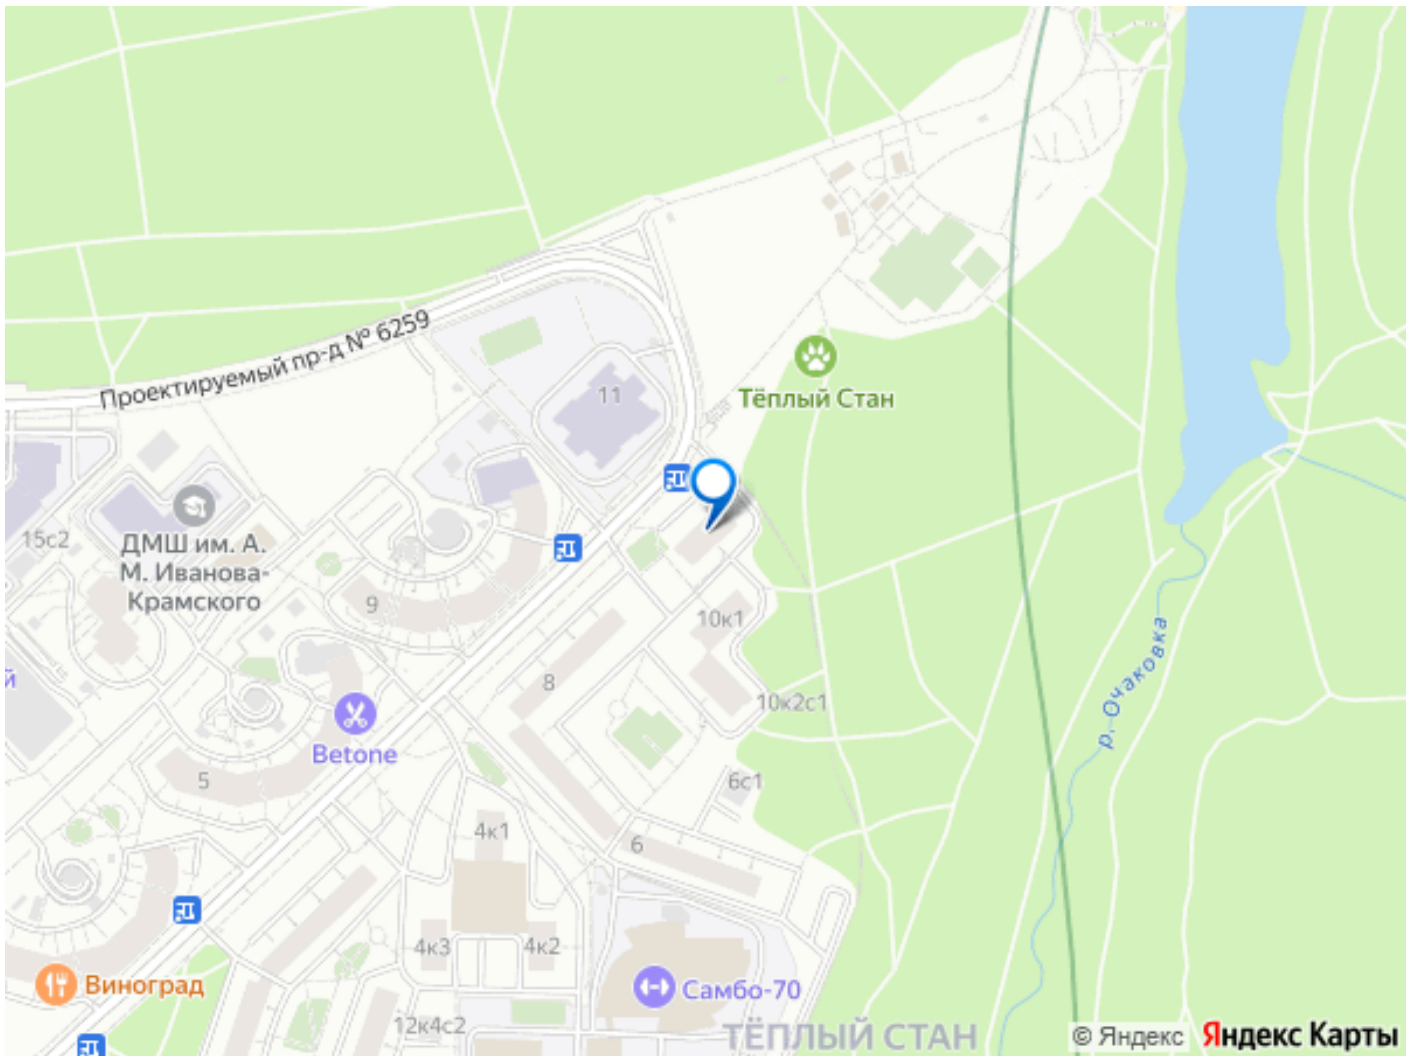 Проектируемый пр-д № 6259
11
Тёплый Стан
15с2
ДМШ им. А.
М. Иванова-
Крамского
9
10к1
й
8
10к2с1
р. Очаковка
Betone
5
6с1
4к1
6
4к3
4к2
Виноград
Самбо-70
12к4с2
ТЁПЛЫЙ СТАН
© Яндекс Яндекс Карты